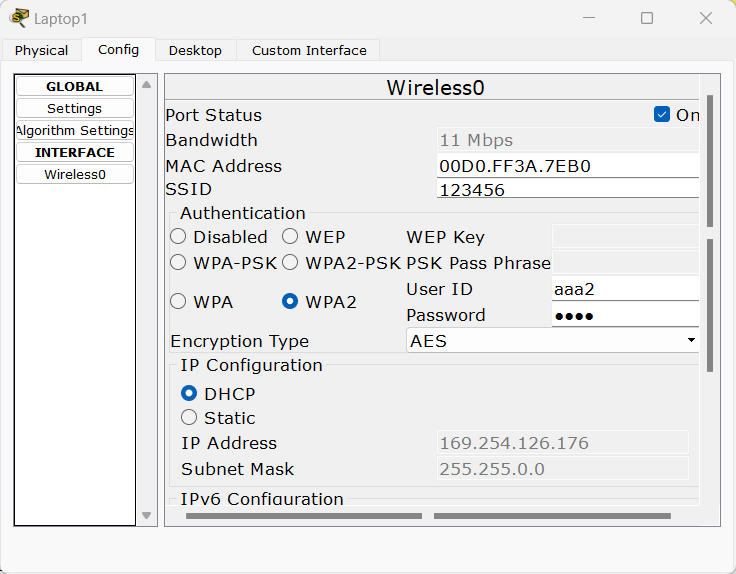 Laptop1
Physical Config Desktop Custom Interface
GLOBAL
Settings
Algorithm Settings
INTERFACE
Wireless0
Wireless0
Port Status On
Bandwidth 11 Mbps
MAC Address 00D0.FF3A.7EB0
SSID 123456
Authentication
Disabled WEP WEP Key
WPA-PSK WPA2-PSK PSK Pass Phrase
User ID aaa2
WPA WPA2
Password ●●●●
Encryption Type AES
IP Configuration
DHCP
Static
IP Address 169.254.126.176
Subnet Mask 255.255.0.0
IPv6 Configuration